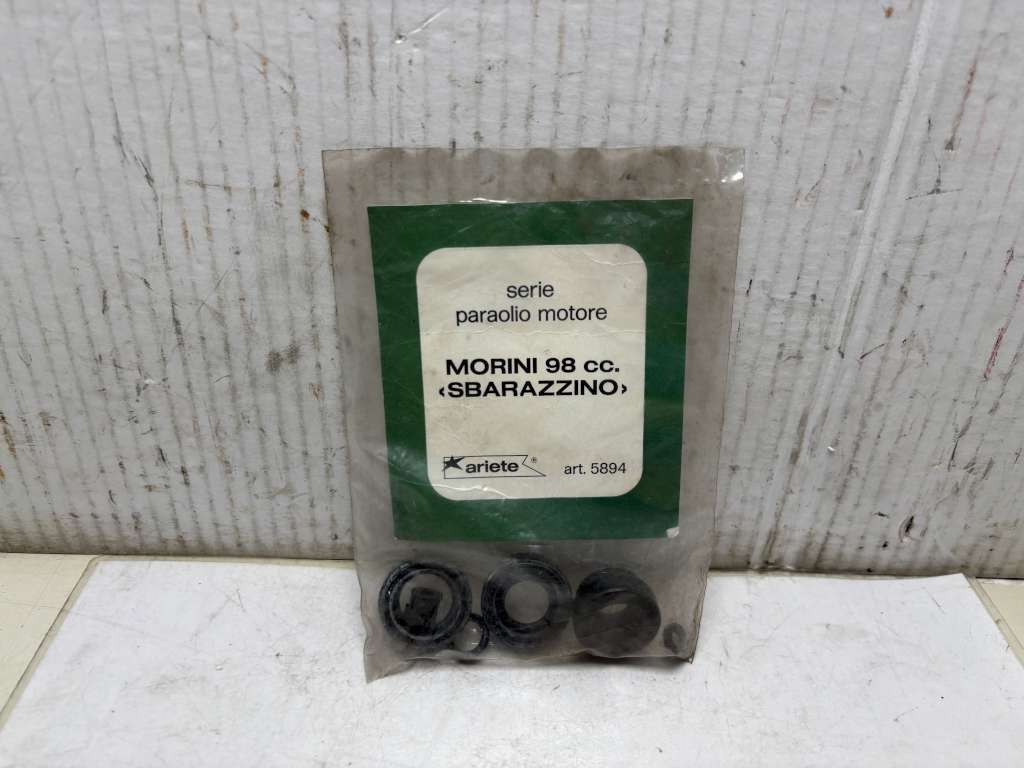 serie
paraolio motore
MORINI 98 cc.
‹SBARAZZINO›
ariete ® art. 5894